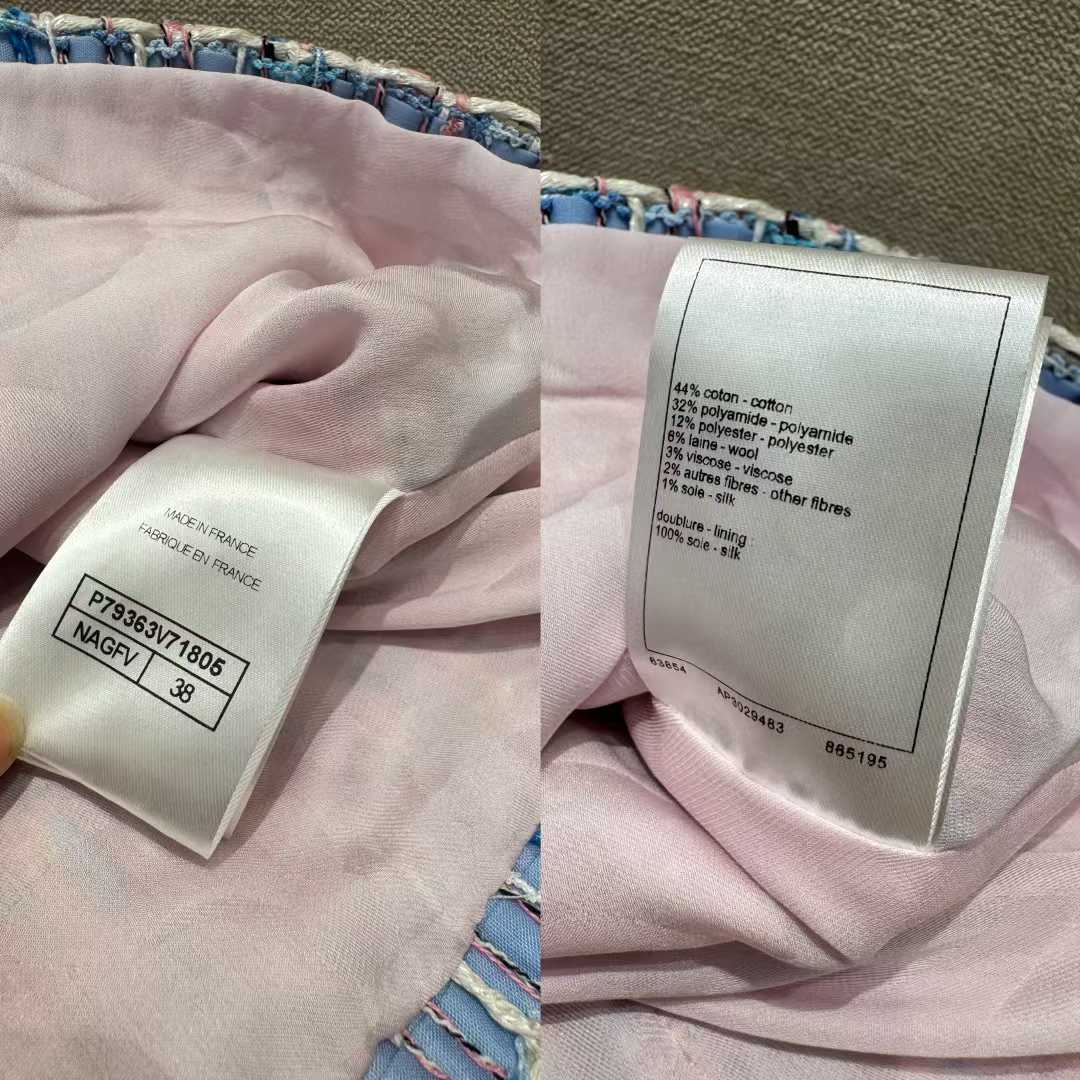 MADE IN FRANCE
FABRIQUE EN FRANCE
P79363V71805
NAGFV 38
44% coton - cotton
32% polyamide - polyamide
12% polyester - polyester
6% laine - wool
3% viscose - viscose
2% autres fibres - other fibres
1% soie - silk
doublure - lining
100% soie - silk
63854 AP3029483 865195